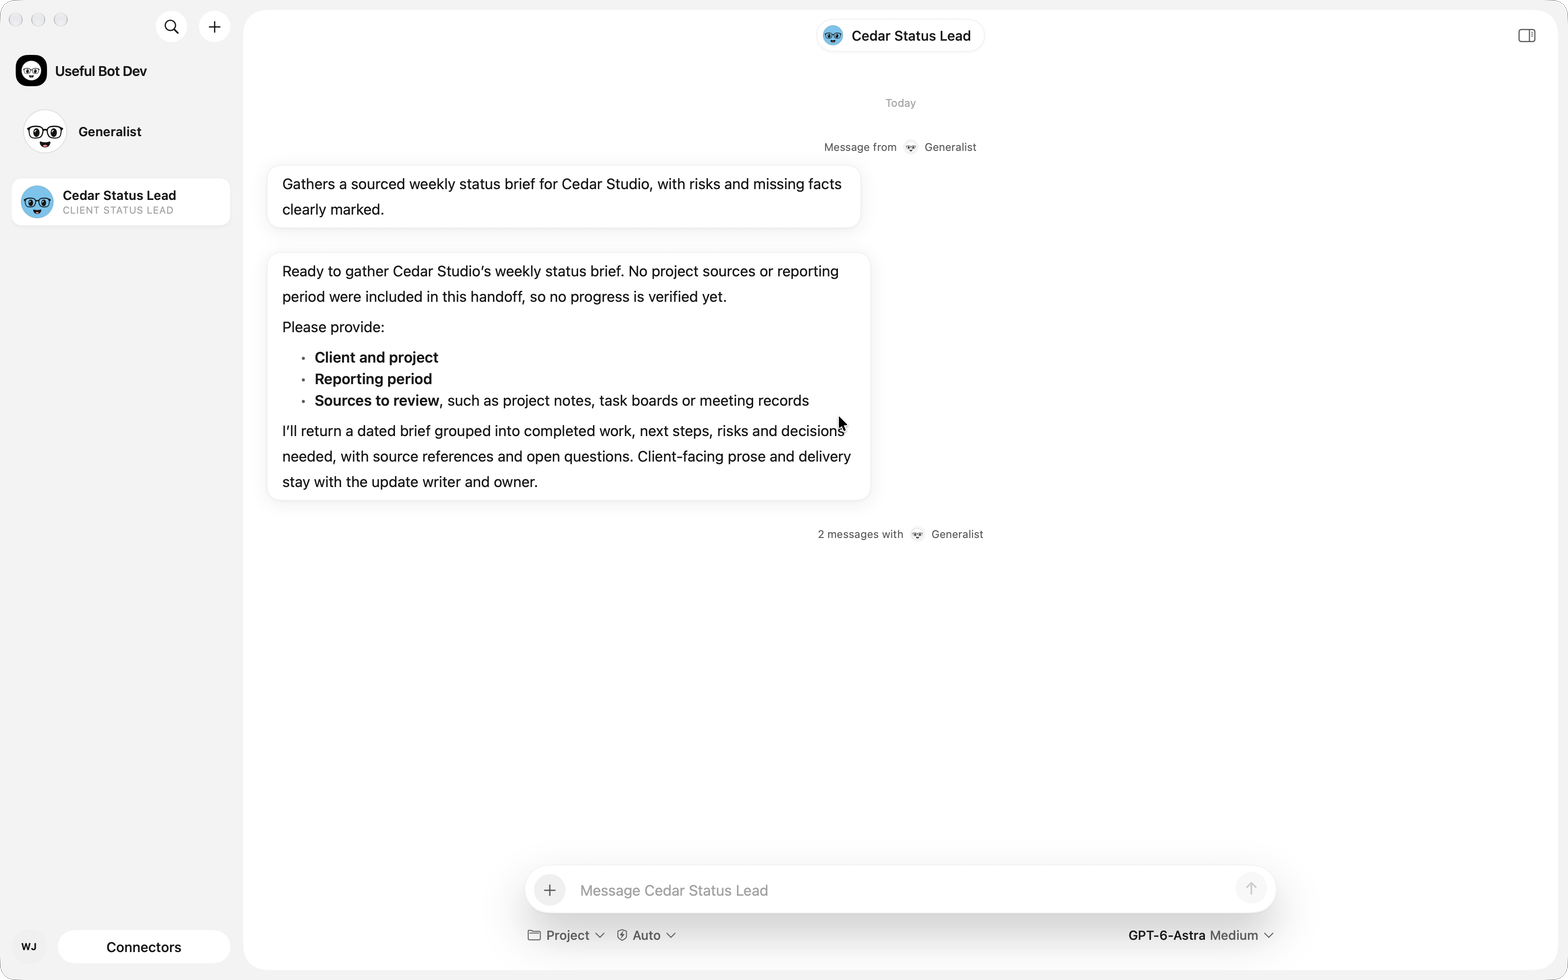 Useful Bot Dev
Generalist
Cedar Status Lead
CLIENT STATUS LEAD
WJ
Connectors
Cedar Status Lead
Today
Message from Generalist
Gathers a sourced weekly status brief for Cedar Studio, with risks and missing facts
clearly marked.
Ready to gather Cedar Studio’s weekly status brief. No project sources or reporting
period were included in this handoff, so no progress is verified yet.
Please provide:
• Client and project
• Reporting period
• Sources to review, such as project notes, task boards or meeting records
I’ll return a dated brief grouped into completed work, next steps, risks and decisions
needed, with source references and open questions. Client-facing prose and delivery
stay with the update writer and owner.
2 messages with Generalist
Message Cedar Status Lead
Project Auto GPT-6-Astra Medium